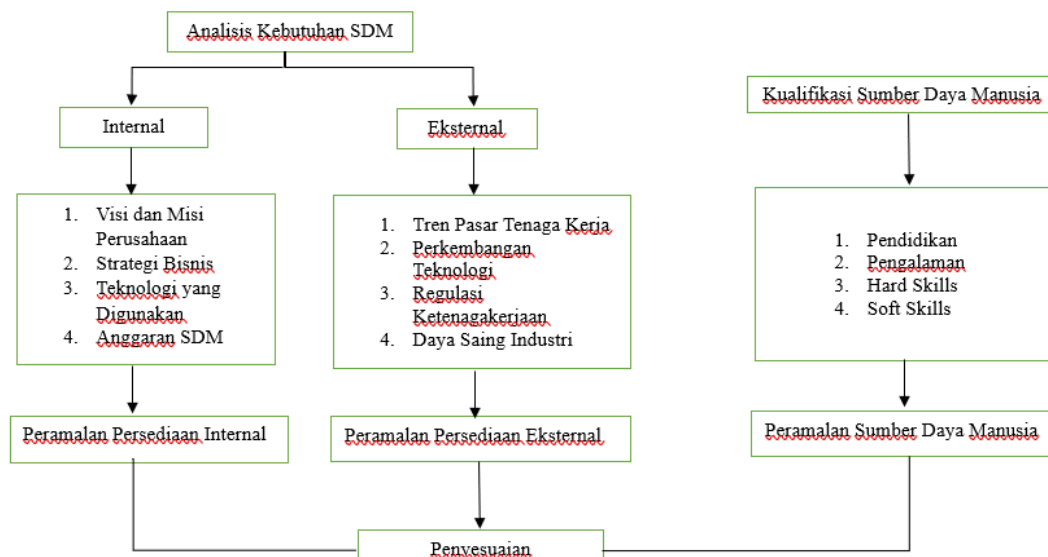 Analisis Kebutuhan SDM
Internal
Eksternal
Kualifikasi Sumber Daya Manusia
1. Visi dan Misi
Perusahaan
2. Strategi Bisnis
3. Teknologi yang
Digunakan
4. Anggaran SDM
1. Tren Pasar Tenaga Kerja
2. Perkembangan
Teknologi
3. Regulasi
Ketenagakerjaan
4. Daya Saing Industri
1. Pendidikan
2. Pengalaman
3. Hard Skills
4. Soft Skills
Peramalan Persediaan Internal
Peramalan Persediaan Eksternal
Peramalan Sumber Daya Manusia
Penyesuaian